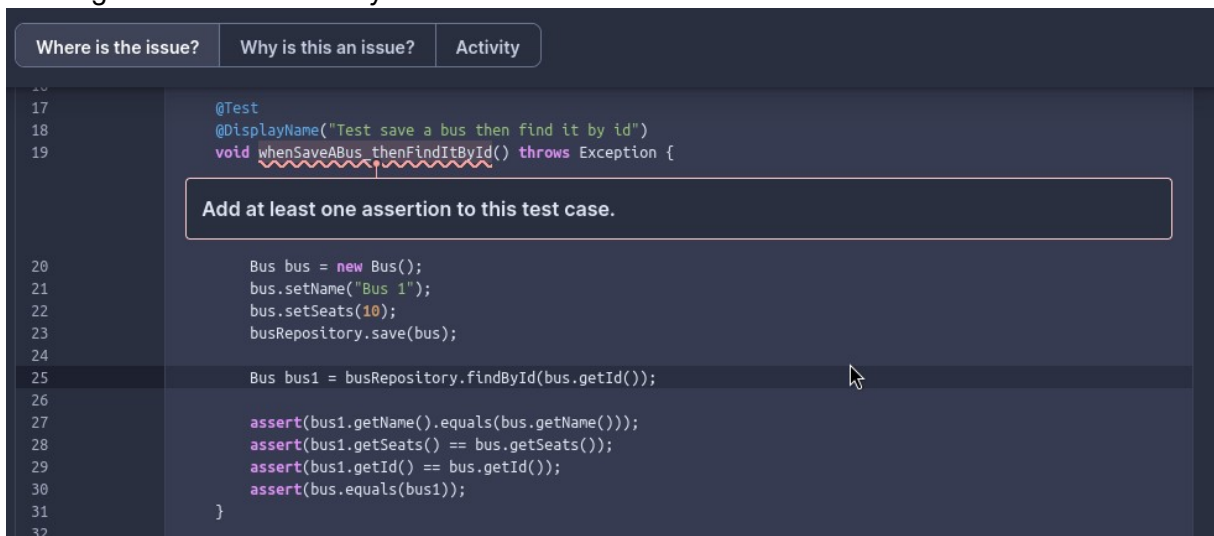 Where is the issue?
Why is this an issue?
Activity
17 @Test
18 @DisplayName("Test save a bus then find it by id")
19 void whenSaveABus_thenFindItById() throws Exception {
Add at least one assertion to this test case.
20 Bus bus = new Bus();
21 bus.setName("Bus 1");
22 bus.setSeats(10);
23 busRepository.save(bus);
24
25 Bus bus1 = busRepository.findById(bus.getId());
26
27 assert(bus1.getName().equals(bus.getName()));
28 assert(bus1.getSeats() == bus.getSeats());
29 assert(bus1.getId() == bus.getId());
30 assert(bus.equals(bus1));
31 }
32